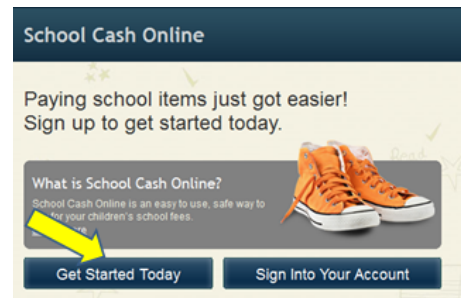 School Cash Online
Paying school items just got easier!
Sign up to get started today.
Read
What is School Cash Online?
School Cash Online is an easy to use, safe way to
for your children's school fees.
Get Started Today
Sign Into Your Account